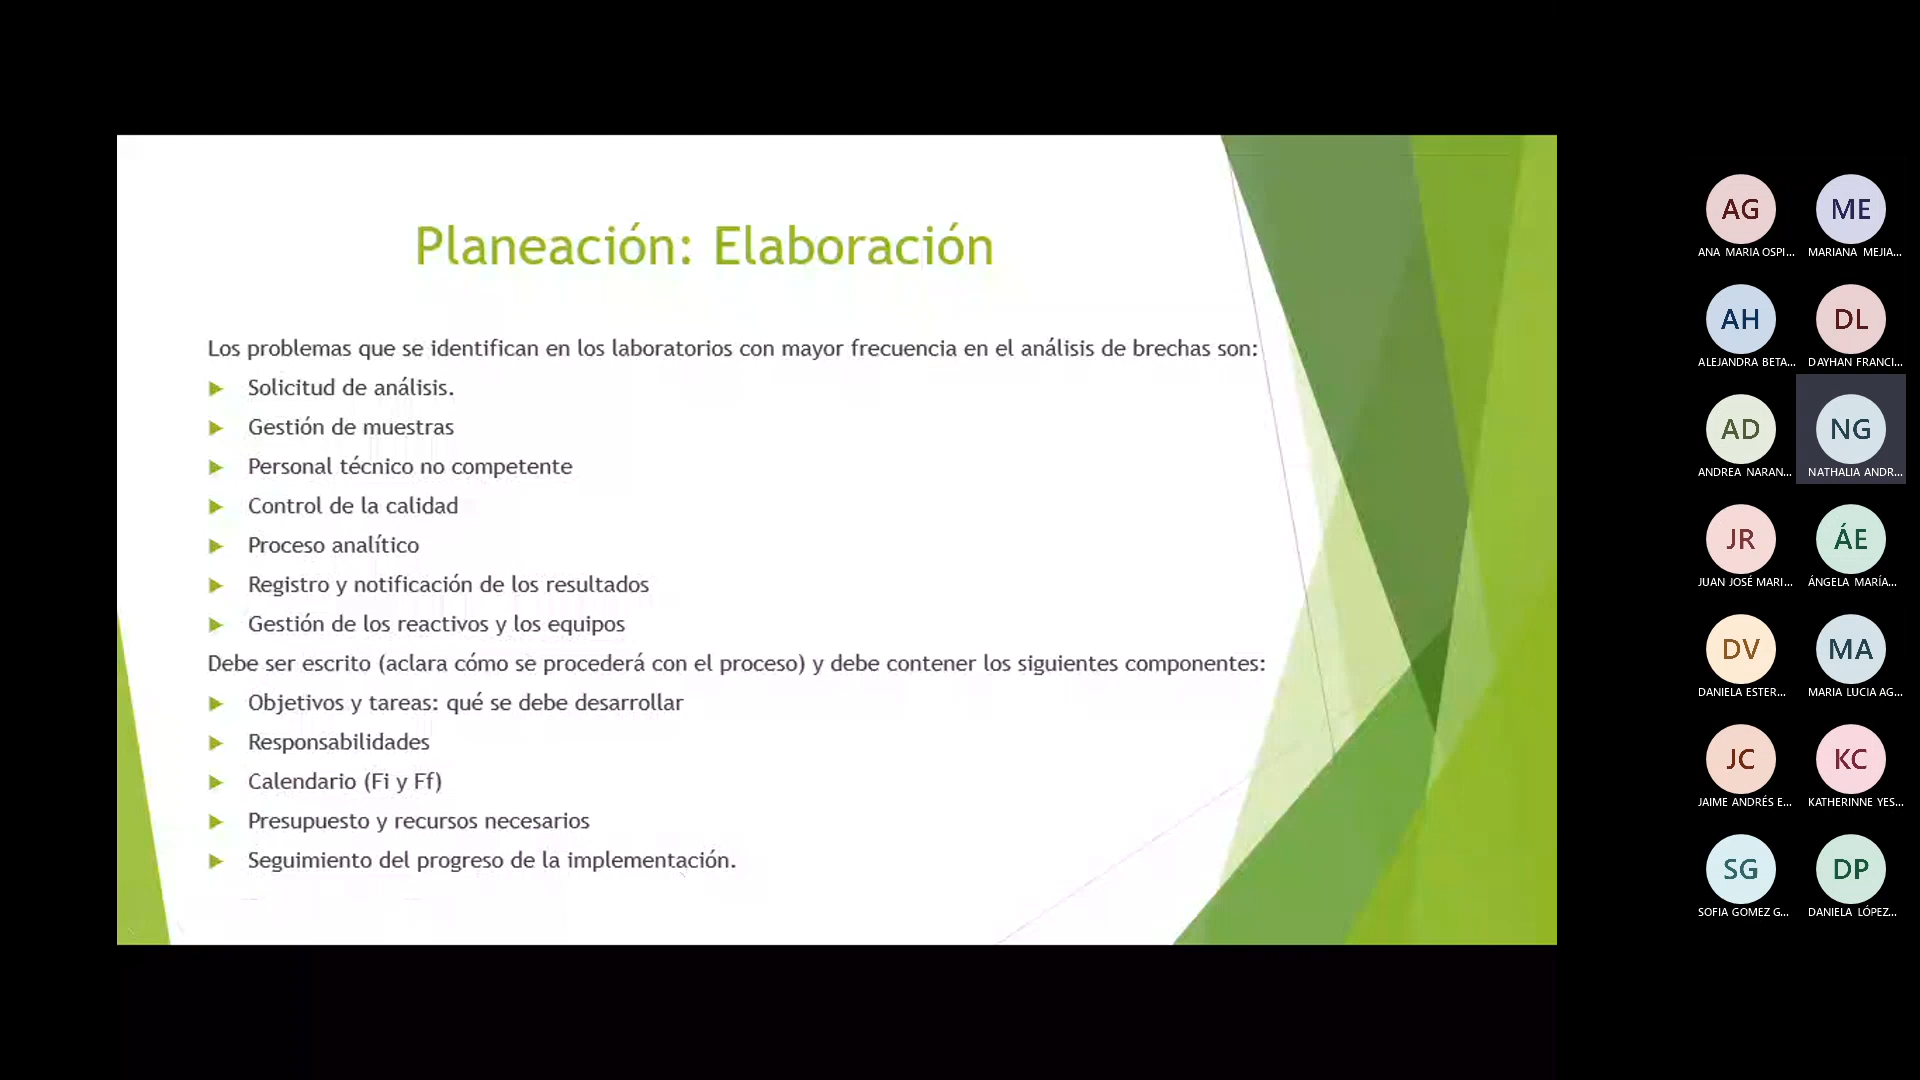 Planeación: Elaboración
Los problemas que se identifican en los laboratorios con mayor frecuencia en el análisis de brechas son:
Solicitud de análisis.
Gestión de muestras
Personal técnico no competente
Control de la calidad
Proceso analítico
Registro y notificación de los resultados
Gestión de los reactivos y los equipos
Debe ser escrito (aclara cómo se procederá con el proceso) y debe contener los siguientes componentes:
Objetivos y tareas: qué se debe desarrollar
Responsabilidades
Calendario (Fi y Ff)
Presupuesto y recursos necesarios
Seguimiento del progreso de la implementación.
AG ME
ANA MARIA OSPI... MARIANA MEJIA...
AH DL
ALEJANDRA BETA... DAYHAN FRANCI...
AD NG
ANDREA NARAN... NATHALIA ANDR...
JR ÁE
JUAN JOSÉ MARI... ÁNGELA MARÍA...
DV MA
DANIELA ESTER... MARIA LUCIA AG...
JC KC
JAIME ANDRÉS E... KATHERINNE YES...
SG DP
SOFIA GOMEZ G... DANIELA LÓPEZ...